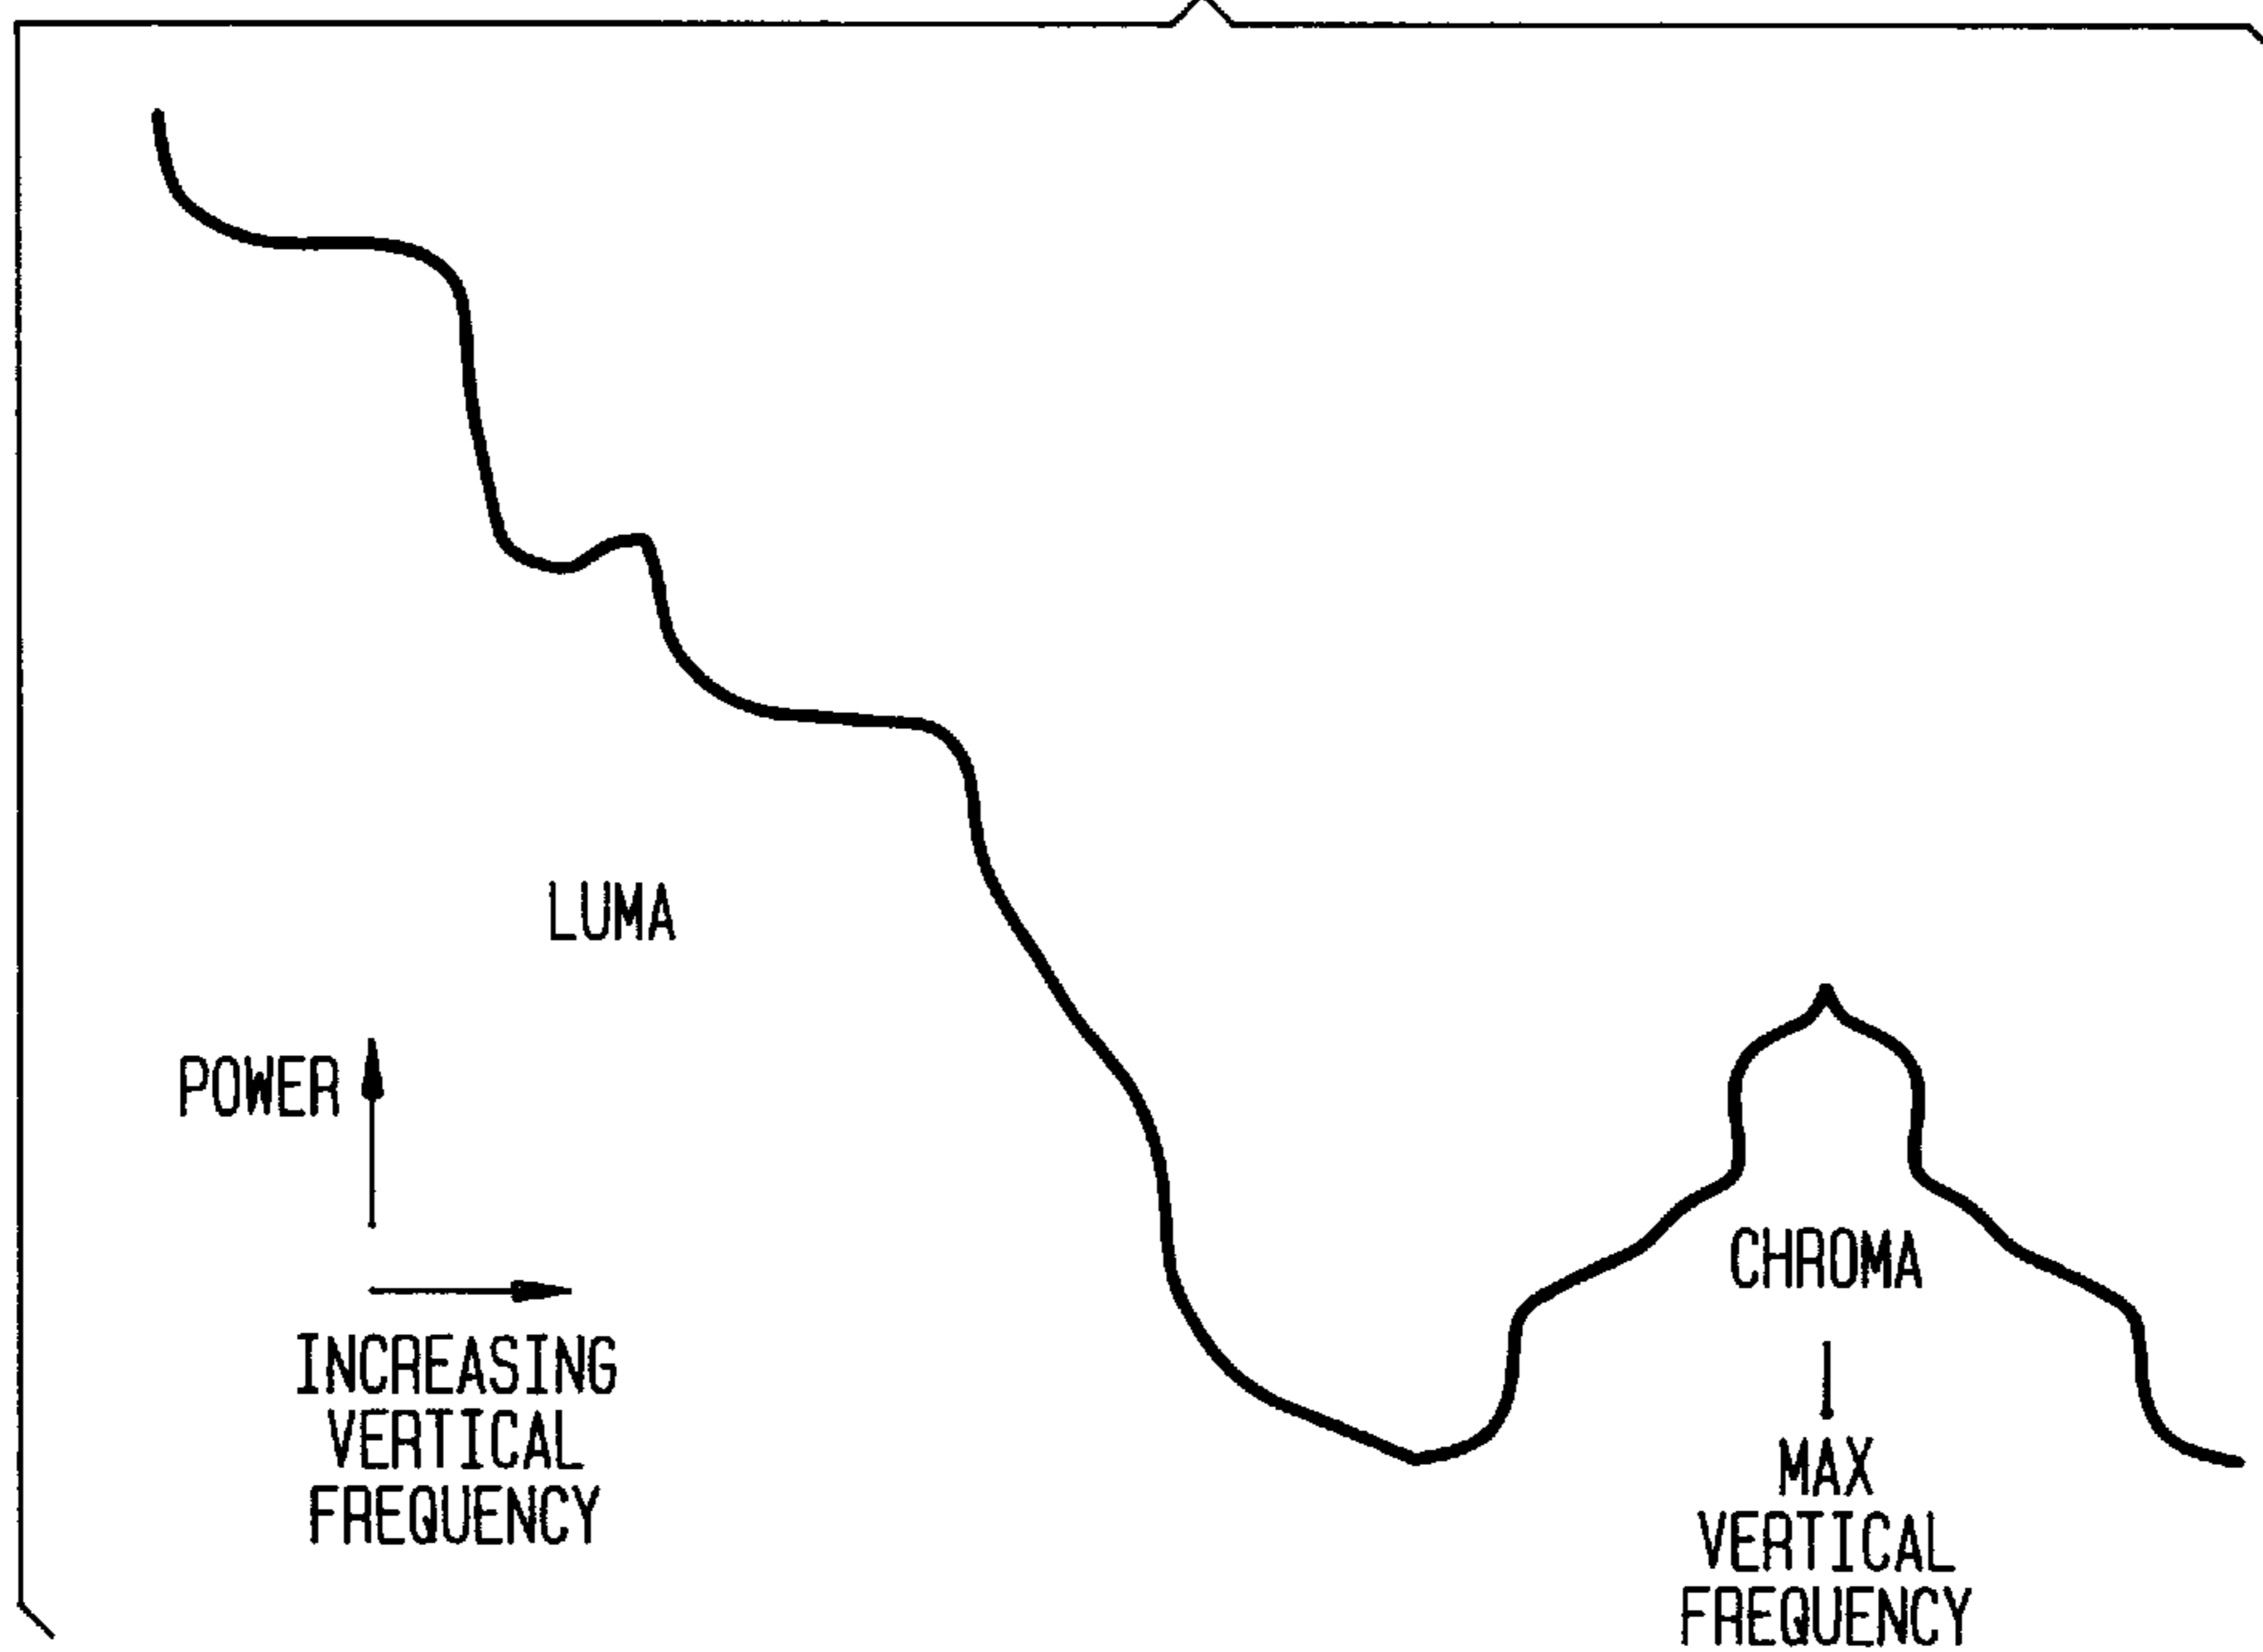 LUMA
POWER
INCREASING
VERTICAL
FREQUENCY
CHROMA
MAX
VERTICAL
FREQUENCY